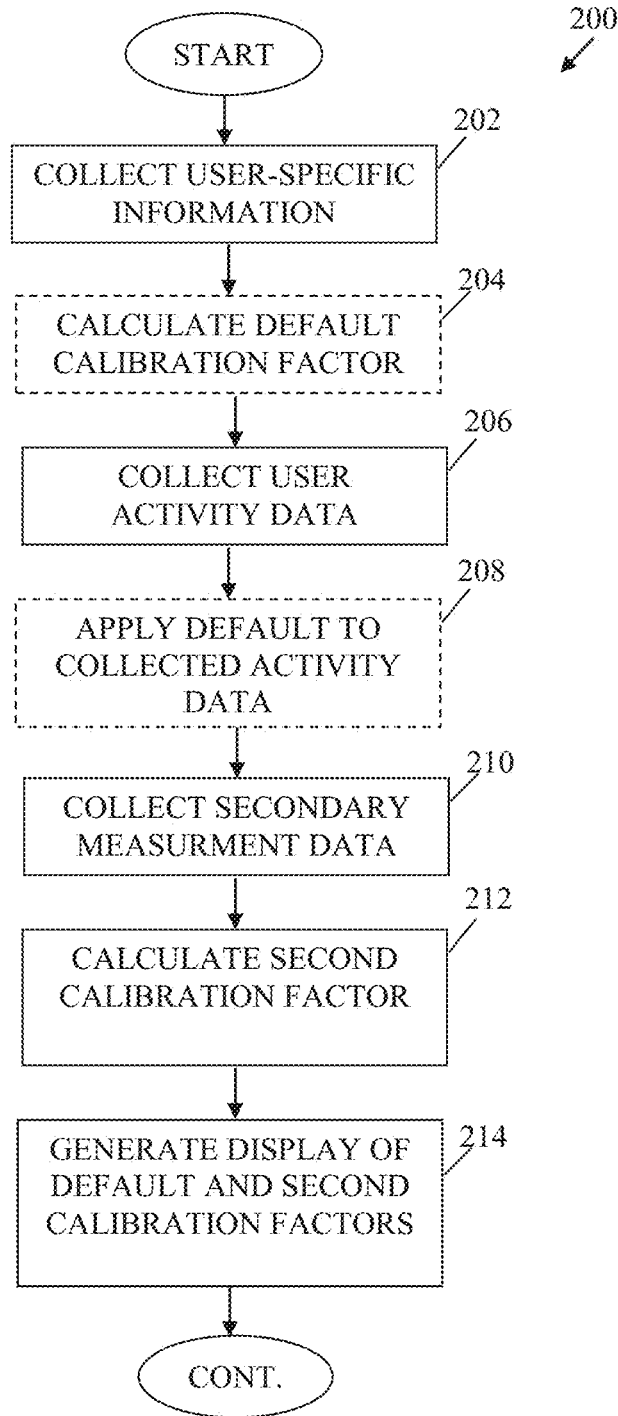 200
START
202
COLLECT USER-SPECIFIC
INFORMATION
204
CALCULATE DEFAULT
CALIBRATION FACTOR
206
COLLECT USER
ACTIVITY DATA
208
APPLY DEFAULT TO
COLLECTED ACTIVITY
DATA
210
COLLECT SECONDARY
MEASURMENT DATA
212
CALCULATE SECOND
CALIBRATION FACTOR
214
GENERATE DISPLAY OF
DEFAULT AND SECOND
CALIBRATION FACTORS
CONT.